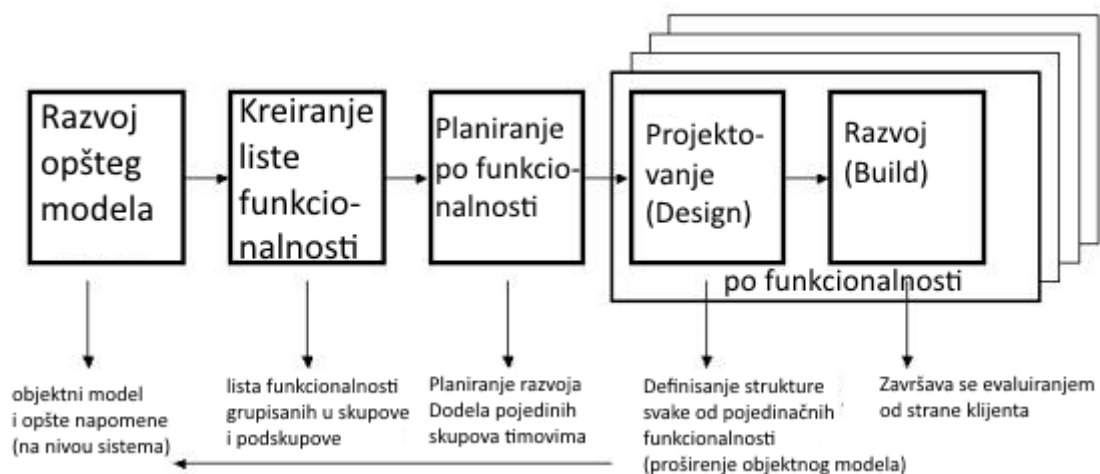 Razvoj
opšteg
modela
Kreiranje
liste
funkcio-
nalnosti
Planiranje
po funkcio-
nalnosti
Projekto-
vanje
(Design)
Razvoj
(Build)
po funkcionalnosti
objektni model
i opšte napomene
(na nivou sistema)
lista funkcionalnosti
grupisanih u skupove
i podskupove
Planiranje razvoja
Dodela pojedinih
skupova timovima
Definisanje strukture
svake od pojedinačnih
funkcionalnosti
(proširenje objektnog modela)
Završava se evaluiranjem
od strane klijenta